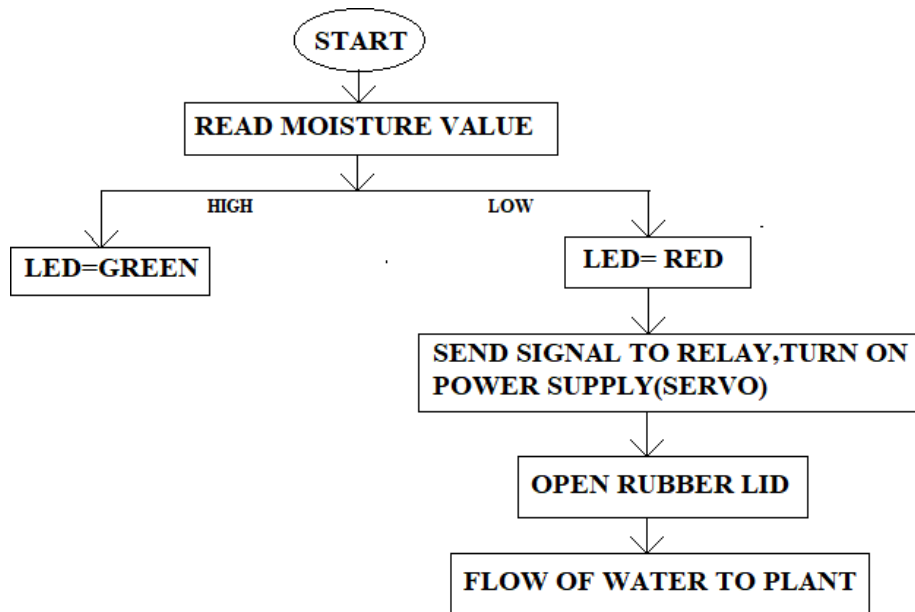 START
READ MOISTURE VALUE
HIGH
LOW
LED=GREEN
LED= RED
SEND SIGNAL TO RELAY,TURN ON
POWER SUPPLY(SERVO)
OPEN RUBBER LID
FLOW OF WATER TO PLANT